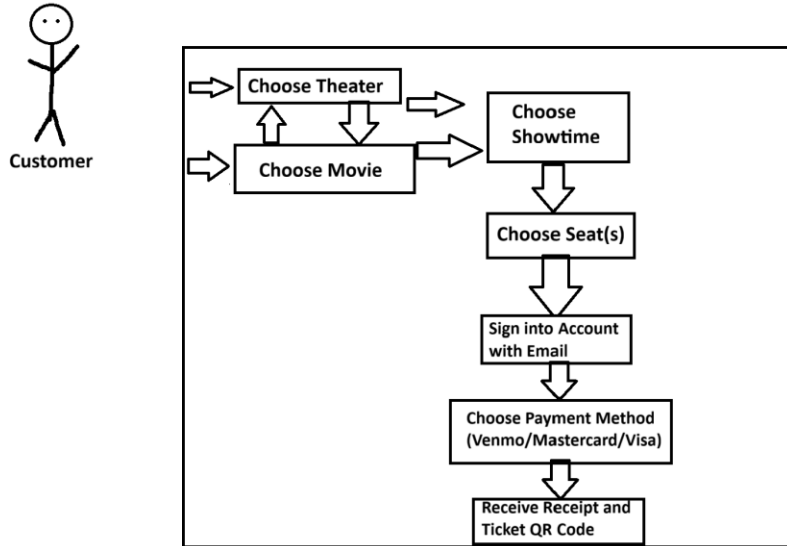 Customer
Choose Theater
Choose Movie
Choose
Showtime
Choose Seat(s)
Sign into Account
with Email
Choose Payment Method
(Venmo/Mastercard/Visa)
Receive Receipt and
Ticket QR Code